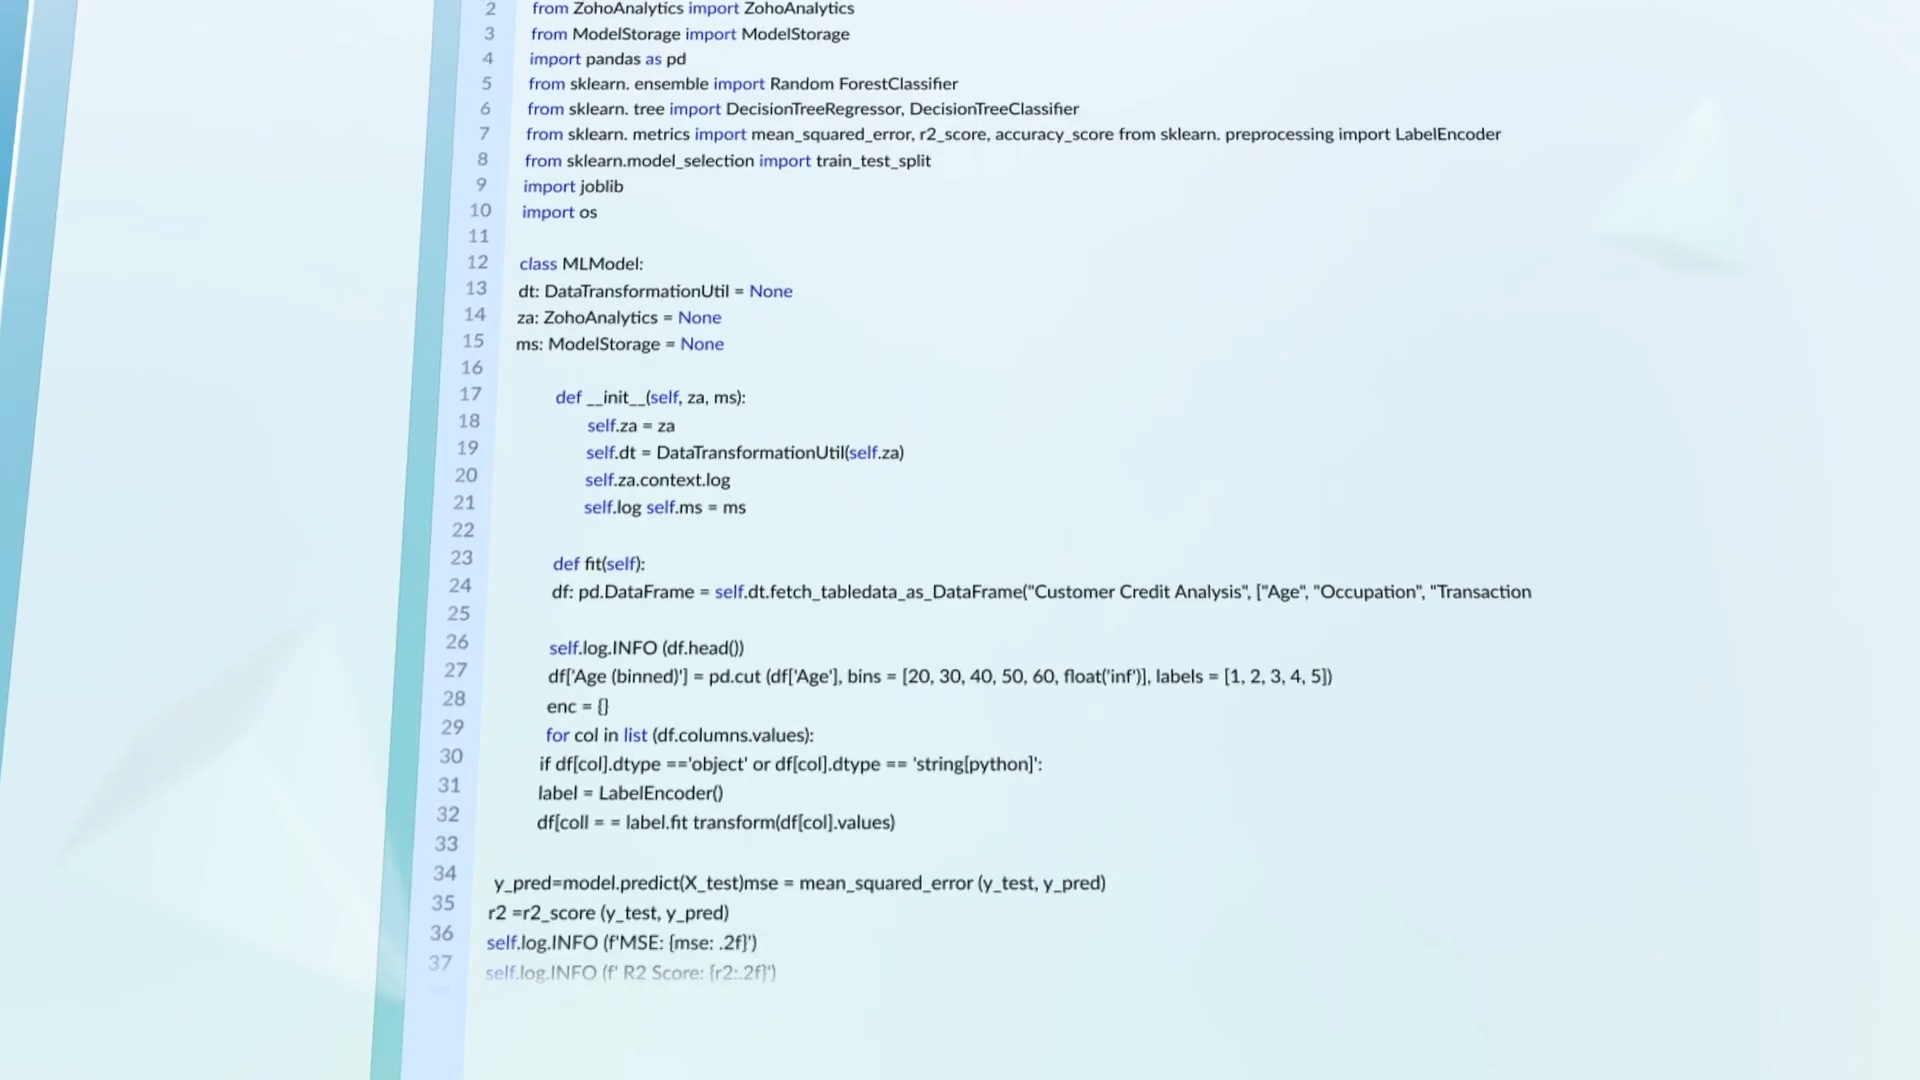 2 from ZohoAnalytics import ZohoAnalytics
3 from ModelStorage import ModelStorage
4 import pandas as pd
5 from sklearn. ensemble import Random ForestClassifier
6 from sklearn. tree import DecisionTreeRegressor, DecisionTreeClassifier
7 from sklearn. metrics import mean_squared_error, r2_score, accuracy_score from sklearn. preprocessing import LabelEncoder
8 from sklearn.model_selection import train_test_split
9 import joblib
10 import os
11
12 class MLModel:
13 dt: DataTransformationUtil = None
14 za: ZohoAnalytics = None
15 ms: ModelStorage = None
16
17 def __init__(self, za, ms):
18 self.za = za
19 self.dt = DataTransformationUtil(self.za)
20 self.za.context.log
21 self.log self.ms = ms
22
23 def fit(self):
24 df: pd.DataFrame = self.dt.fetch_tabledata_as_DataFrame("Customer Credit Analysis", ["Age", "Occupation", "Transaction
25
26 self.log.INFO (df.head())
27 df['Age (binned)'] = pd.cut (df['Age'], bins = [20, 30, 40, 50, 60, float('inf')], labels = [1, 2, 3, 4, 5])
28 enc = {}
29 for col in list (df.columns.values):
30 if df[col].dtype =='object' or df[col].dtype == 'string[python]':
31 label = LabelEncoder()
32 df[coll = = label.fit transform(df[col].values)
33
34 y_pred=model.predict(X_test)mse = mean_squared_error (y_test, y_pred)
35 r2 =r2_score (y_test, y_pred)
36 self.log.INFO (f'MSE: {mse: .2f}')
37 self.log.INFO (f' R2 Score: {r2:.2f}')